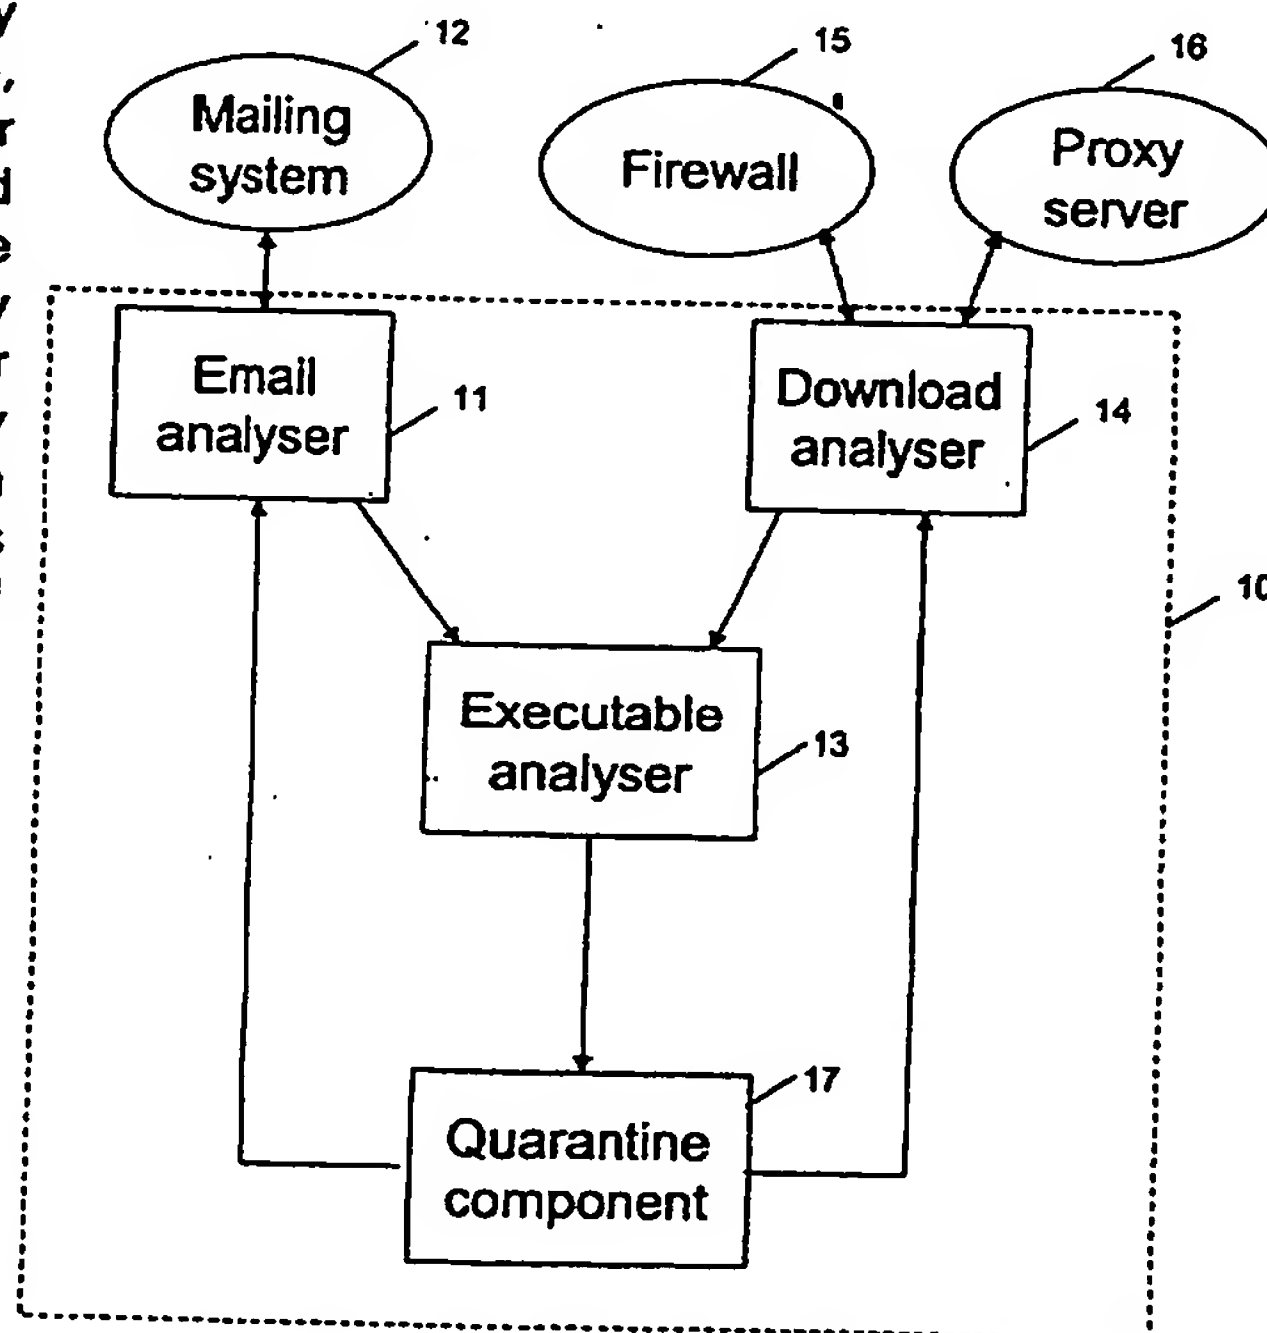 12
15
16
Mailing
system
Firewall
Proxy
server
Email
analyser
11
Download
analyser
14
10
Executable
analyser
13
17
Quarantine
component